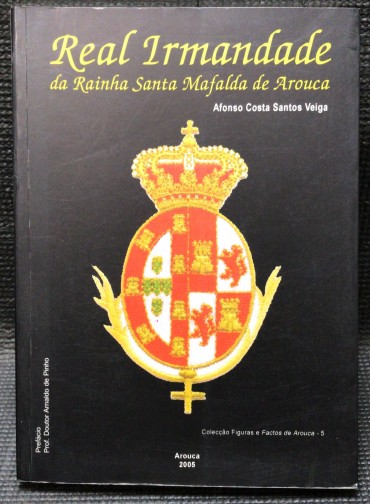 Real Irmandade
da Rainha Santa Mafalda de Arouca
Afonso Costa Santos Veiga
Prefácio
Prof. Doutor Arnaldo de Pinho
Colecção Figuras e Factos de Arouca - 5
Arouca
2005